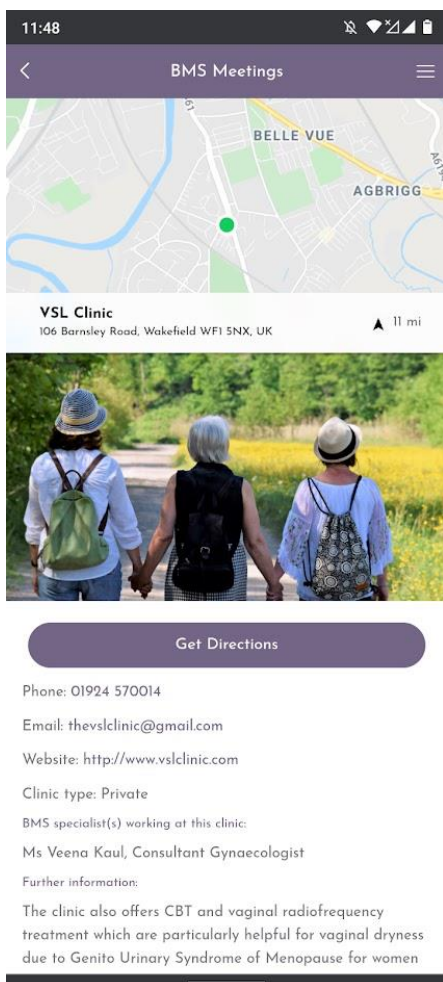 11:48
BMS Meetings
BELLE VUE
AGBRIGG
VSL Clinic
106 Barnsley Road, Wakefield WF1 5NX, UK
11 mi
Get Directions
Phone: 01924 570014
Email: thevslclinic@gmail.com
Website: http://www.vslclinic.com
Clinic type: Private
BMS specialist(s) working at this clinic:
Ms Veena Kaul, Consultant Gynaecologist
Further information:
The clinic also offers CBT and vaginal radiofrequency
treatment which are particularly helpful for vaginal dryness
due to Genito Urinary Syndrome of Menopause for women